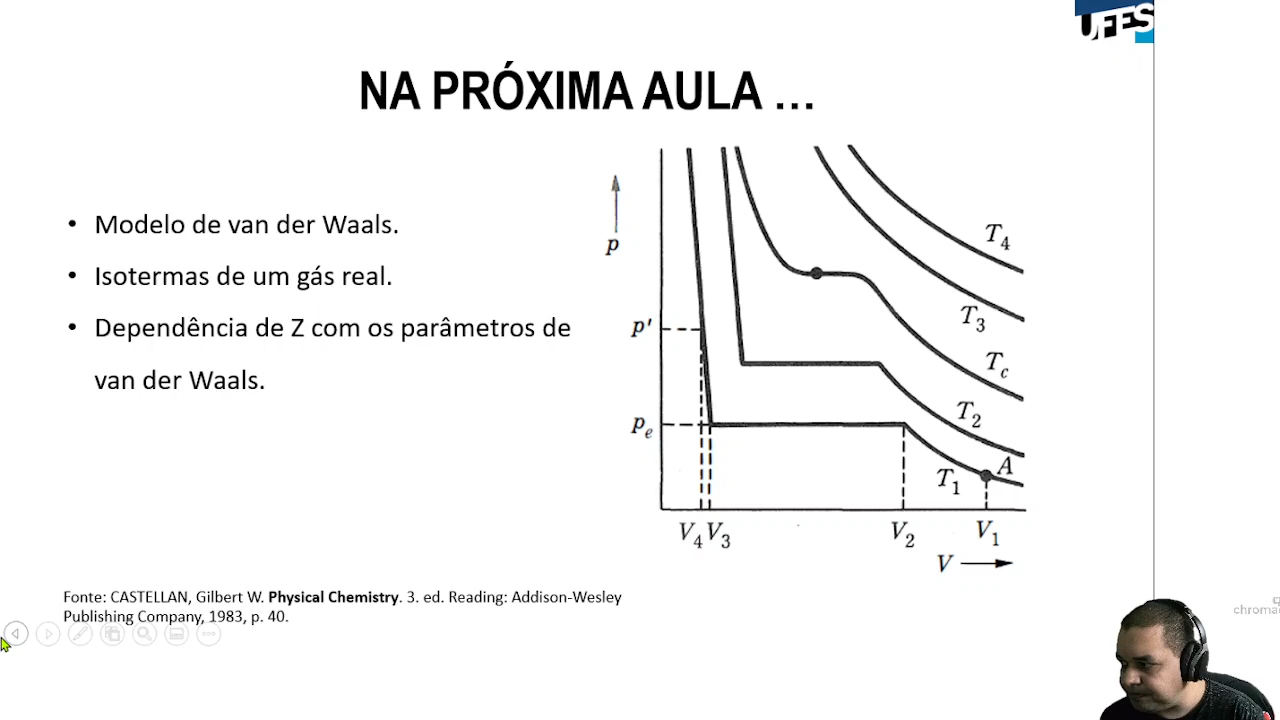 UFES
NA PRÓXIMA AULA ...
• Modelo de van der Waals.
• Isotermas de um gás real.
• Dependência de Z com os parâmetros de
van der Waals.
p
p'
pₑ
T₄
T₃
T꜀
T₂
A
T₁
V₄ V₃ V₂ V₁
V
Fonte: CASTELLAN, Gilbert W. Physical Chemistry. 3. ed. Reading: Addison-Wesley
Publishing Company, 1983, p. 40.